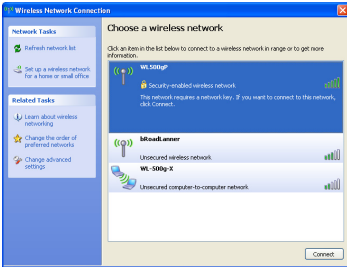 Wireless Network Connection
Network Tasks
Refresh network list
Set up a wireless network
for a home or small office
Related Tasks
Learn about wireless
networking
Change the order of
preferred networks
Change advanced
settings
Choose a wireless network
Click an item in the list below to connect to a wireless network in range or to get more
information.
WL500gP
Security-enabled wireless network
This network requires a network key. If you want to connect to this network,
click Connect.
bRoadLanner
Unsecured wireless network
WL-500g-X
Unsecured computer-to-computer network
Connect